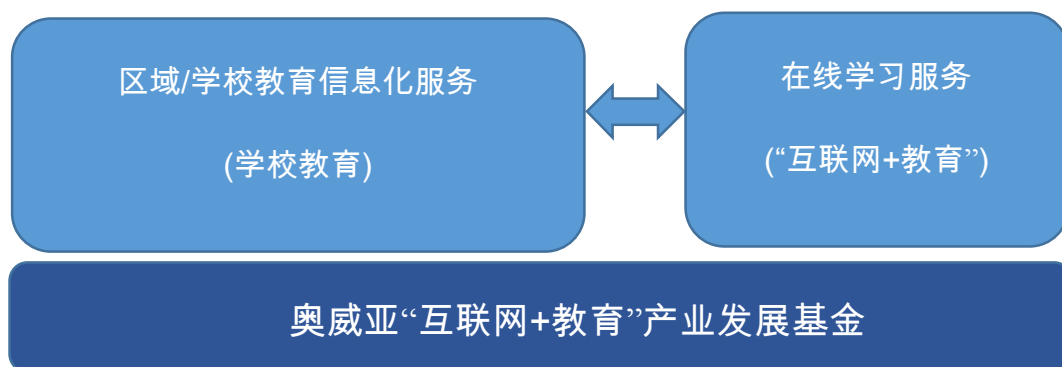 区域/学校教育信息化服务
(学校教育)
在线学习服务
(“互联网+教育”)
奥威亚“互联网+教育”产业发展基金